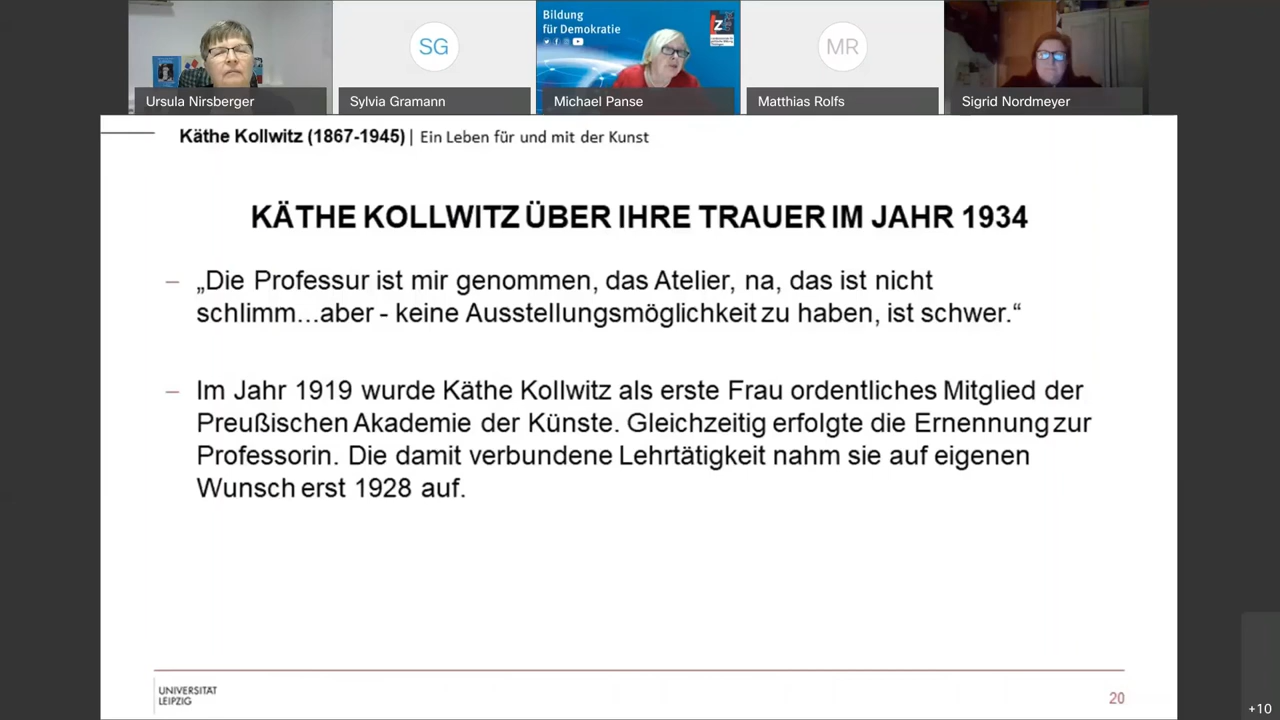 Bildung
für Demokratie
Z
SG
MR
Ursula Nirsberger
Sylvia Gramann
Michael Panse
Matthias Rolfs
Sigrid Nordmeyer
Käthe Kollwitz (1867-1945) | Ein Leben für und mit der Kunst
KÄTHE KOLLWITZ ÜBER IHRE TRAUER IM JAHR 1934
– „Die Professur ist mir genommen, das Atelier, na, das ist nicht
schlimm...aber - keine Ausstellungsmöglichkeit zu haben, ist schwer.“
– Im Jahr 1919 wurde Käthe Kollwitz als erste Frau ordentliches Mitglied der
Preußischen Akademie der Künste. Gleichzeitig erfolgte die Ernennung zur
Professorin. Die damit verbundene Lehrtätigkeit nahm sie auf eigenen
Wunsch erst 1928 auf.
UNIVERSITÄT
LEIPZIG
20
+10